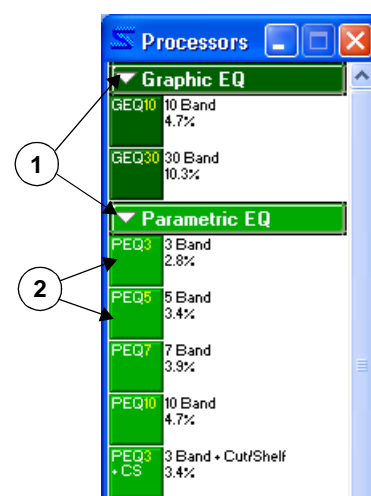 Processors
Graphic EQ
GEQ10 10 Band
4.7%
GEQ30 30 Band
10.3%
1
Parametric EQ
PEQ3 3 Band
2.8%
2
PEQ5 5 Band
3.4%
PEQ7 7 Band
3.9%
PEQ10 10 Band
4.7%
PEQ3 3 Band + Cut/Shelf
+ CS 3.4%